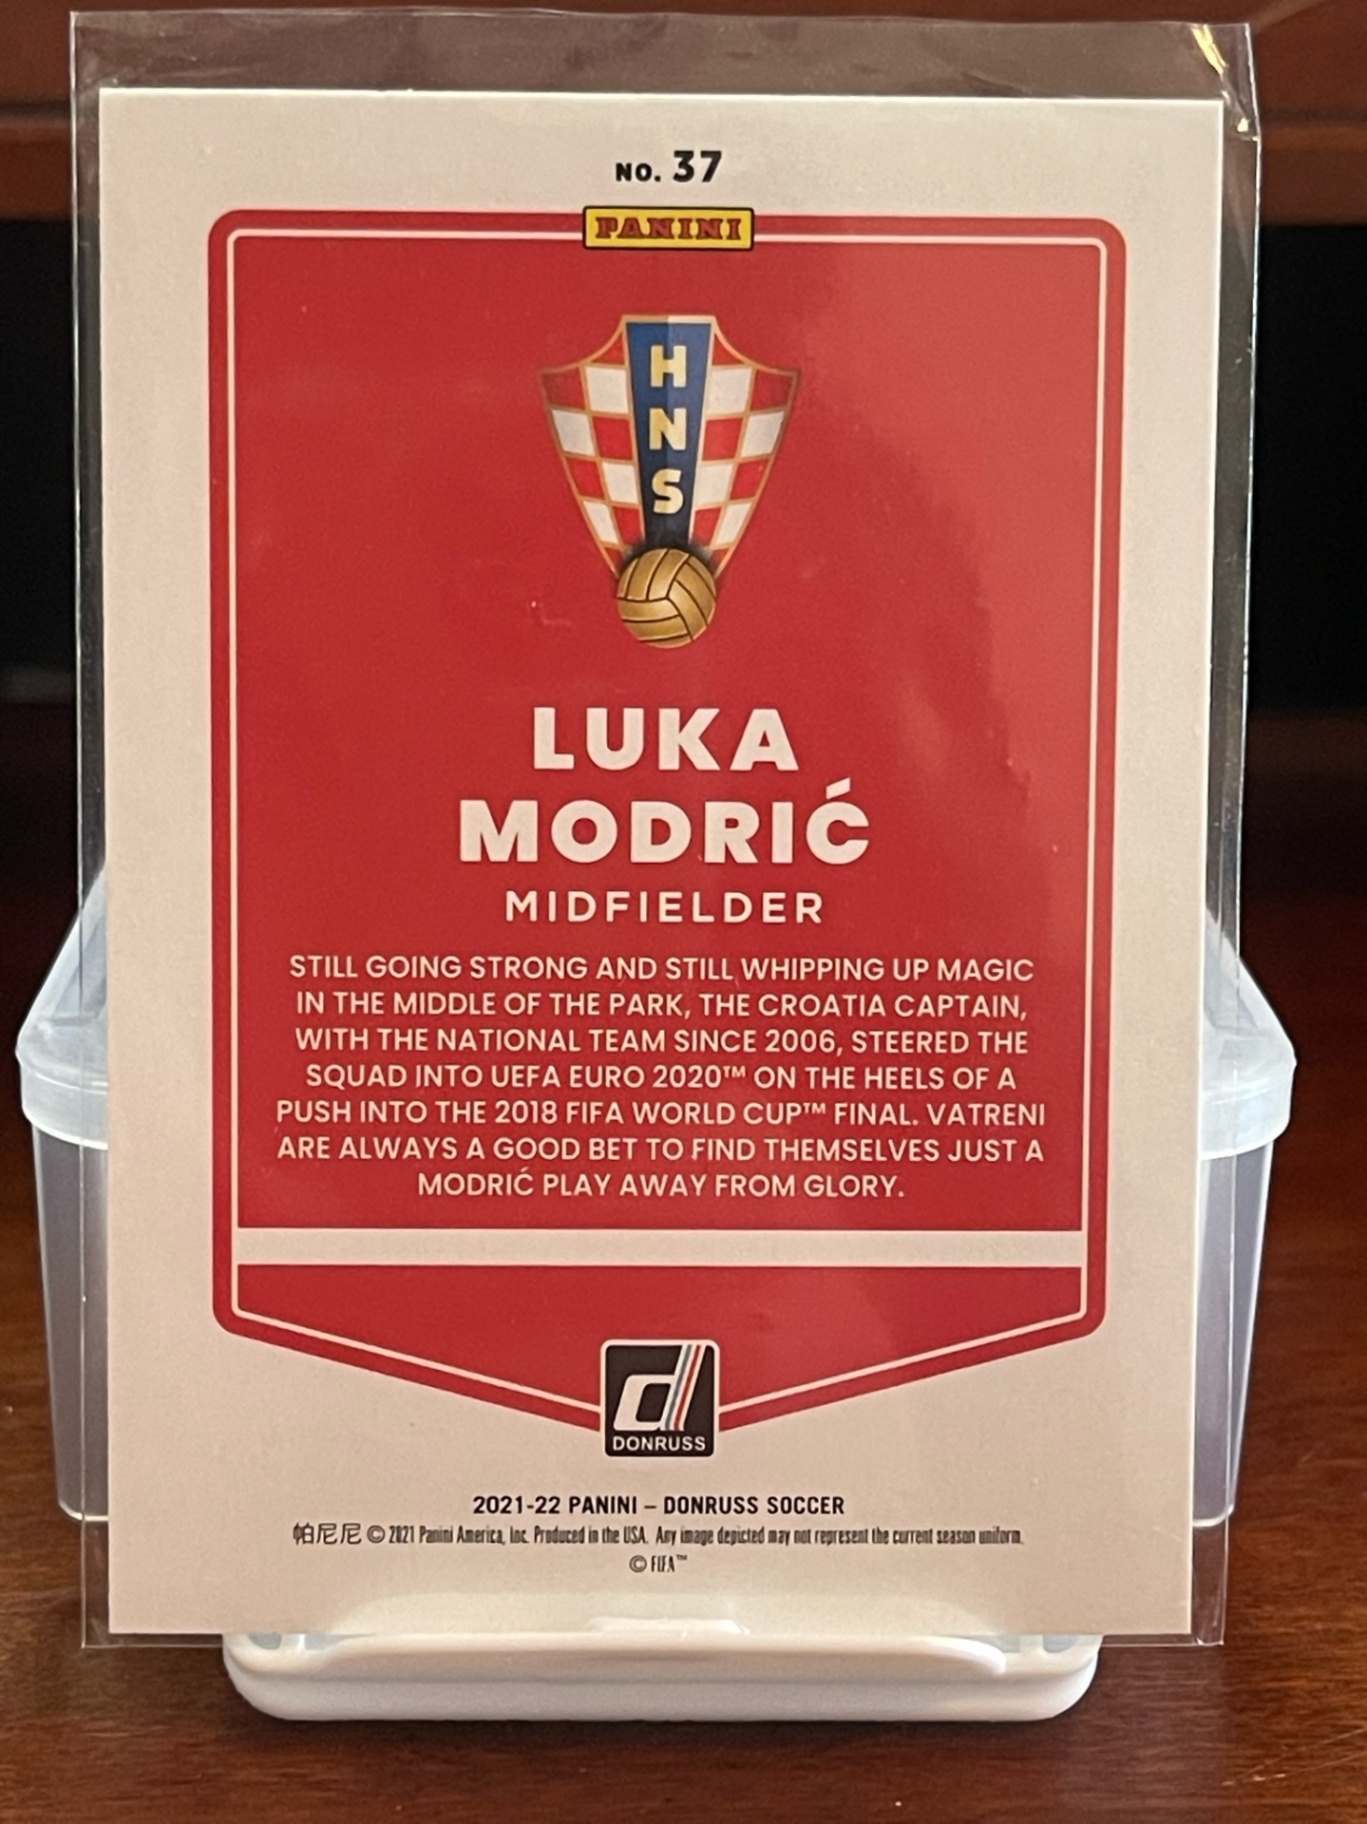 NO. 37
PANINI
H
N
S
LUKA
MODRIĆ
MIDFIELDER
STILL GOING STRONG AND STILL WHIPPING UP MAGIC
IN THE MIDDLE OF THE PARK, THE CROATIA CAPTAIN,
WITH THE NATIONAL TEAM SINCE 2006, STEERED THE
SQUAD INTO UEFA EURO 2020™ ON THE HEELS OF A
PUSH INTO THE 2018 FIFA WORLD CUP™ FINAL. VATRENI
ARE ALWAYS A GOOD BET TO FIND THEMSELVES JUST A
MODRIĆ PLAY AWAY FROM GLORY.
d
DONRUSS
2021-22 PANINI – DONRUSS SOCCER
帕尼尼 © 2021 Panini America, Inc. Produced in the USA. Any image depicted may not represent the current season uniform.
© FIFA™